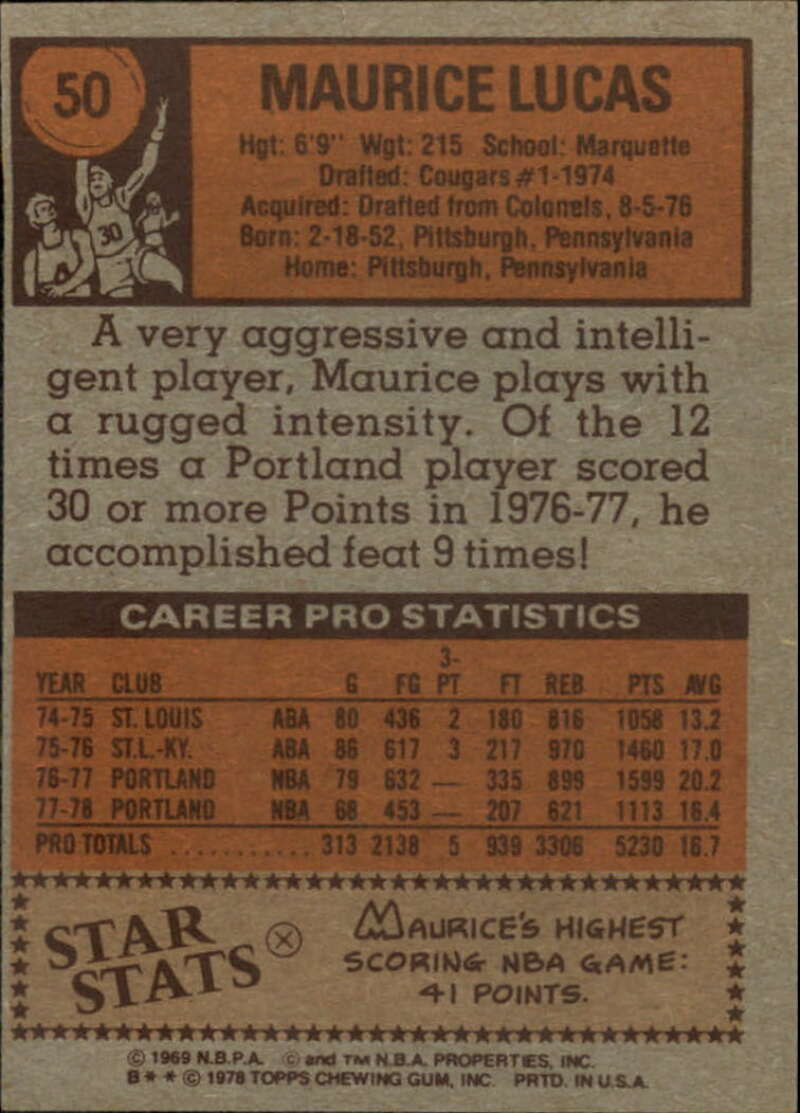 50
MAURICE LUCAS
Hgt: 6'9" Wgt: 215 School: Marquette
Drafted: Cougars #1-1974
Acquired: Drafted from Colonels, 8-5-76
Born: 2-18-52, Pittsburgh, Pennsylvania
Home: Pittsburgh, Pennsylvania
30
A very aggressive and intelli-
gent player, Maurice plays with
a rugged intensity. Of the 12
times a Portland player scored
30 or more Points in 1976-77, he
accomplished feat 9 times!
CAREER PRO STATISTICS
YEAR CLUB G FG 3-PT FT REB PTS AVG
74-75 ST. LOUIS ABA 80 436 2 180 816 1058 13.2
75-76 ST.L.-KY. ABA 86 617 3 217 970 1460 17.0
76-77 PORTLAND NBA 79 632 — 335 899 1599 20.2
77-78 PORTLAND NBA 68 453 — 207 621 1113 16.4
PRO TOTALS ........... 313 2138 5 939 3306 5230 16.7
STAR
STATS
MAURICE'S HIGHEST
SCORING NBA GAME:
41 POINTS.
© 1969 N.B.P.A. © and TM N.B.A. PROPERTIES, INC.
B * * © 1978 TOPPS CHEWING GUM, INC. PRTD. IN U.S.A.